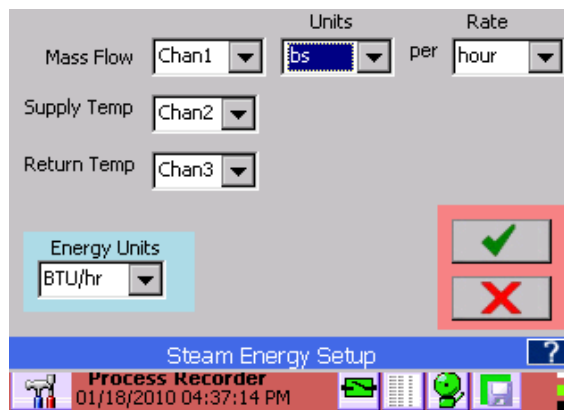 Units Rate
Mass Flow Chan1 bs per hour
Supply Temp Chan2
Return Temp Chan3
Energy Units
BTU/hr
Steam Energy Setup ?
Process Recorder
01/18/2010 04:37:14 PM